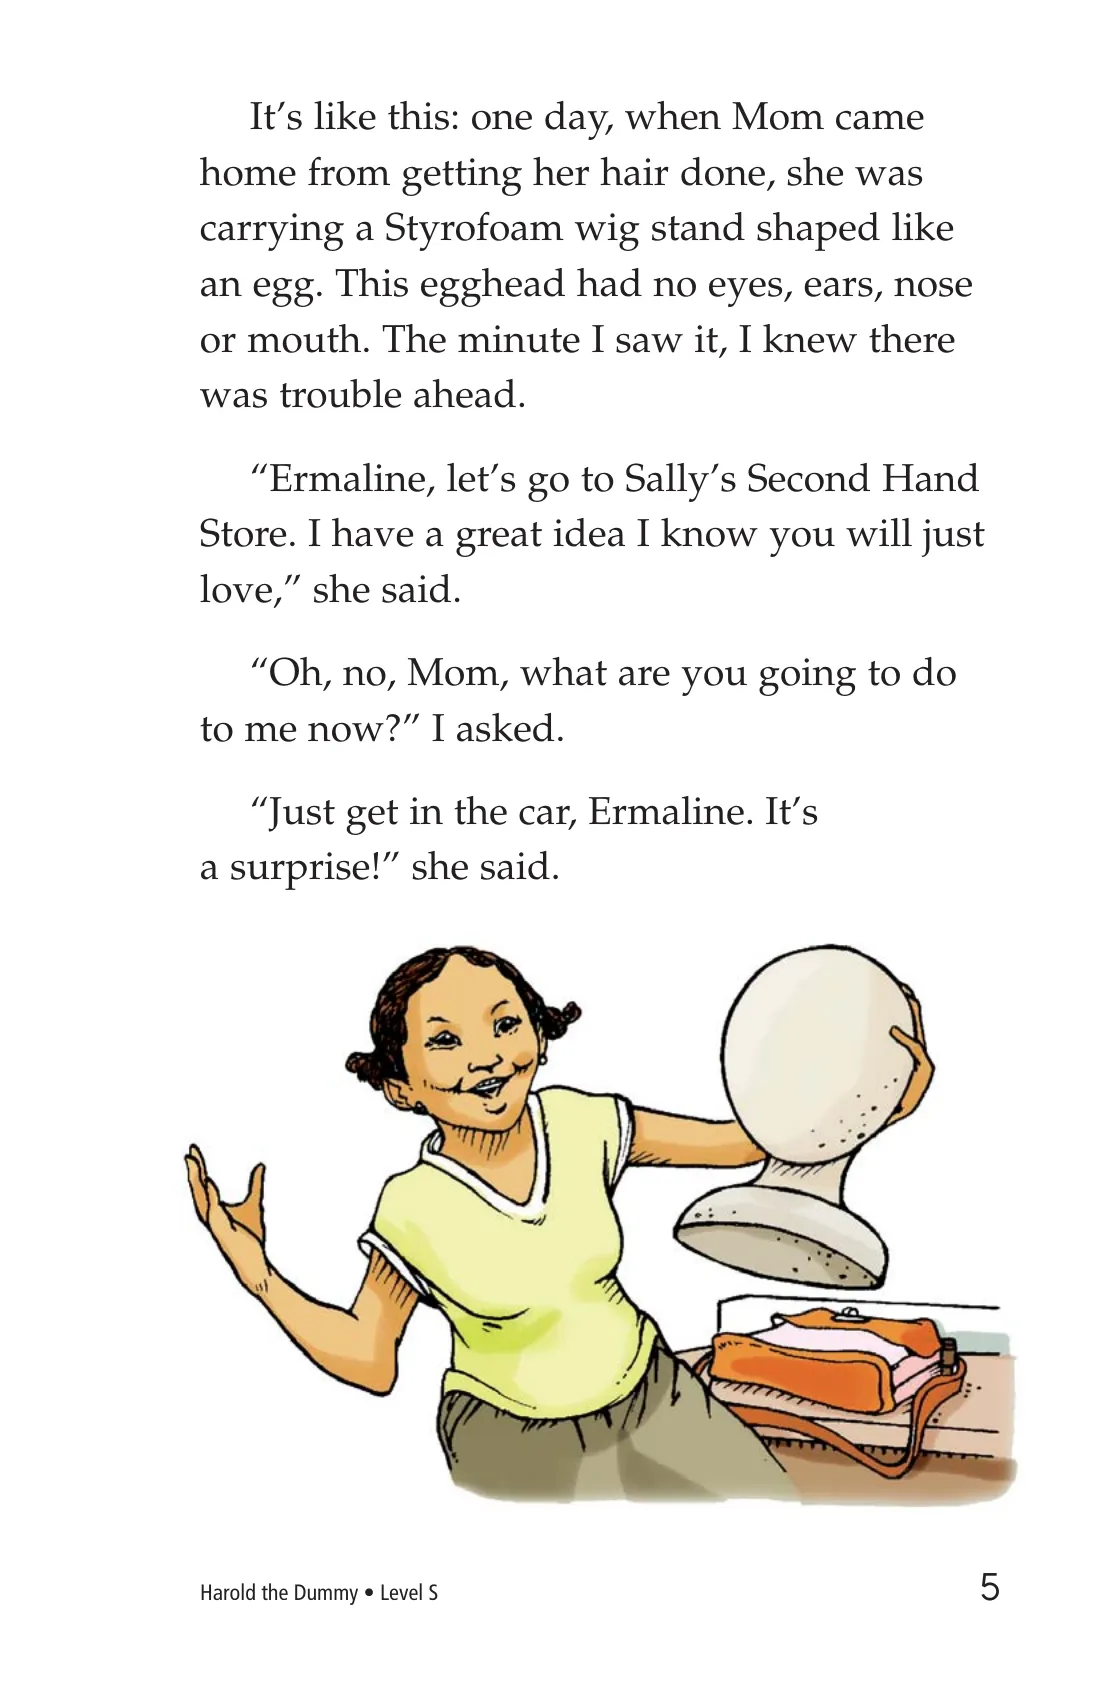 It’s like this: one day, when Mom came
home from getting her hair done, she was
carrying a Styrofoam wig stand shaped like
an egg. This egghead had no eyes, ears, nose
or mouth. The minute I saw it, I knew there
was trouble ahead.
“Ermaline, let’s go to Sally’s Second Hand
Store. I have a great idea I know you will just
love,” she said.
“Oh, no, Mom, what are you going to do
to me now?” I asked.
“Just get in the car, Ermaline. It’s
a surprise!” she said.
Harold the Dummy • Level S
5